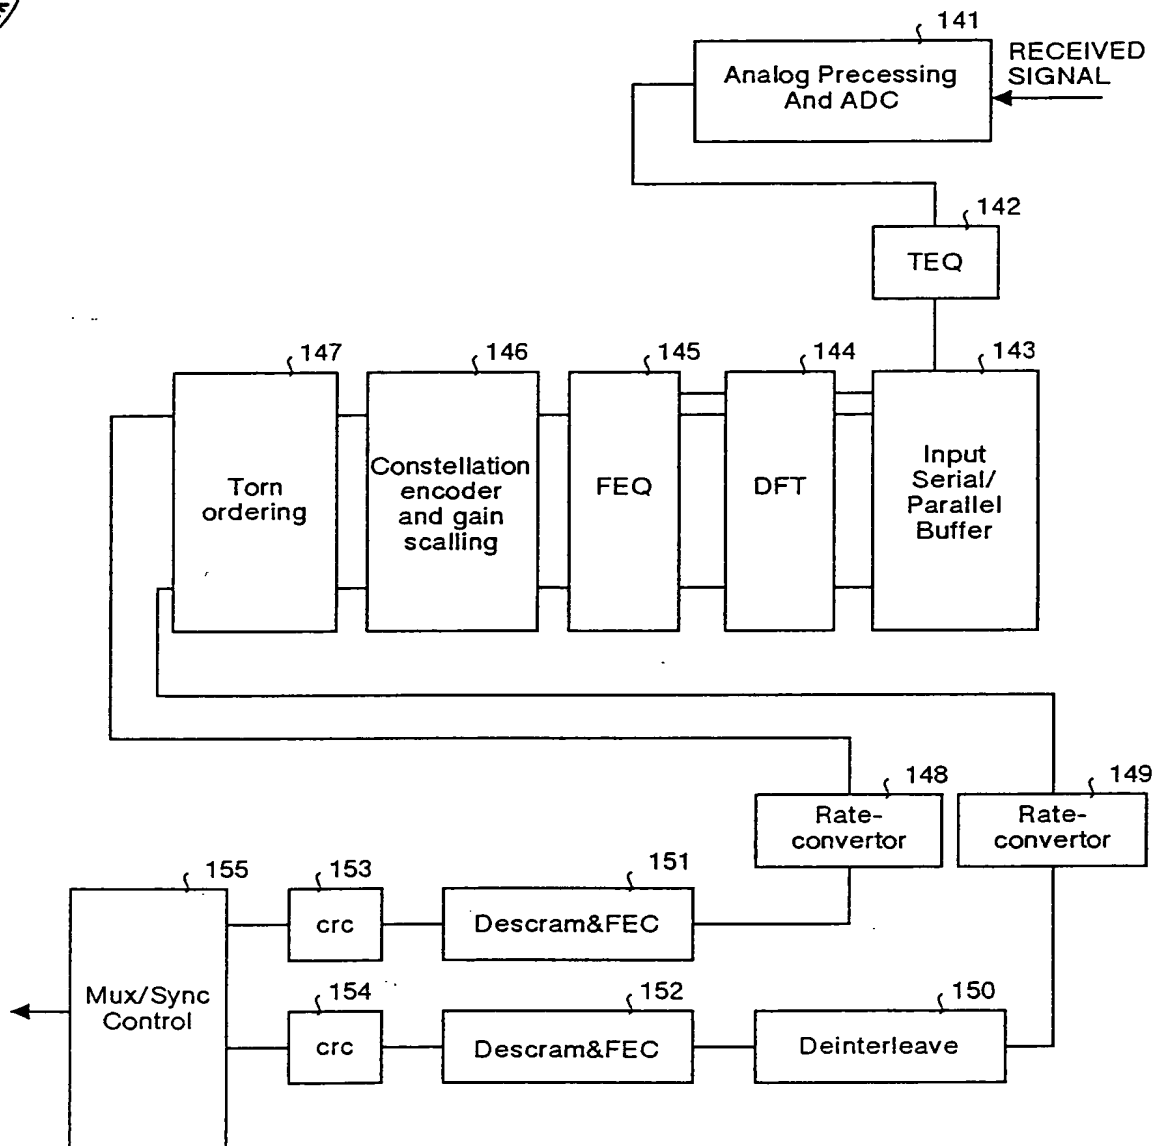 141
RECEIVED
SIGNAL
Analog Precessing
And ADC
142
TEQ
147
146
145
144
143
Torn
ordering
Constellation
encoder
and gain
scalling
FEQ
DFT
Input
Serial/
Parallel
Buffer
148
149
Rate-
convertor
Rate-
convertor
155
153
151
crc
Descram&FEC
Mux/Sync
Control
154
152
150
crc
Descram&FEC
Deinterleave